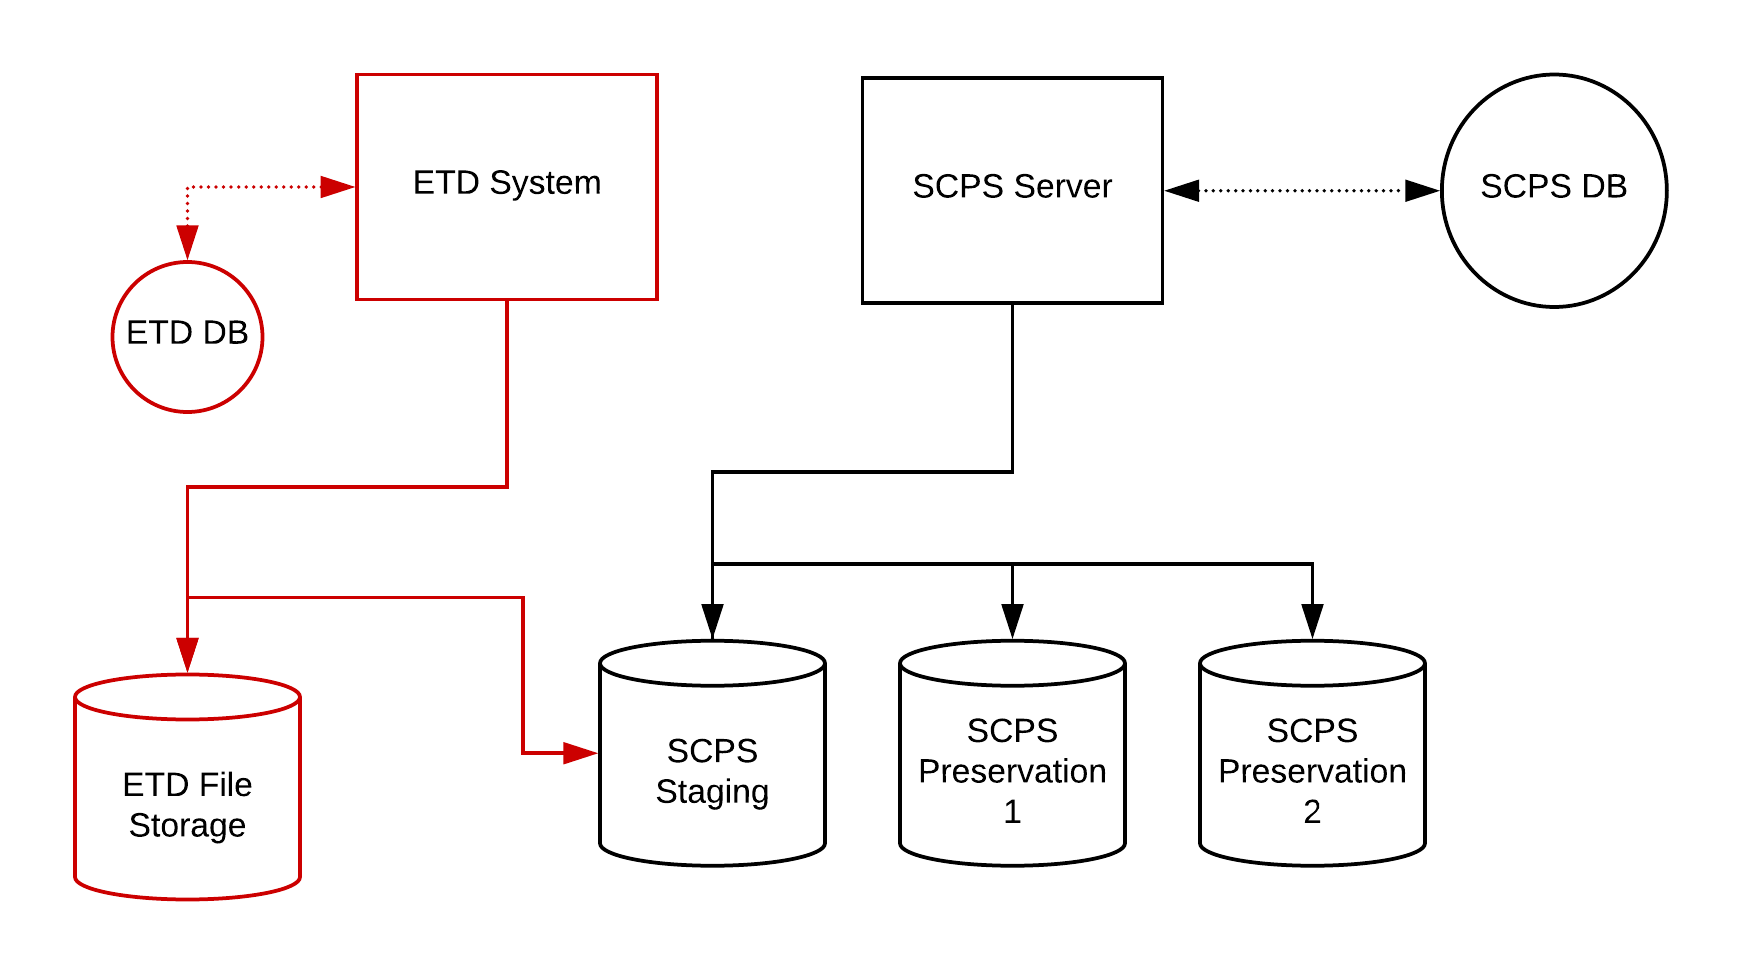 ETD System
SCPS Server
SCPS DB
ETD DB
SCPS
Staging
SCPS
Preservation
1
SCPS
Preservation
2
ETD File
Storage